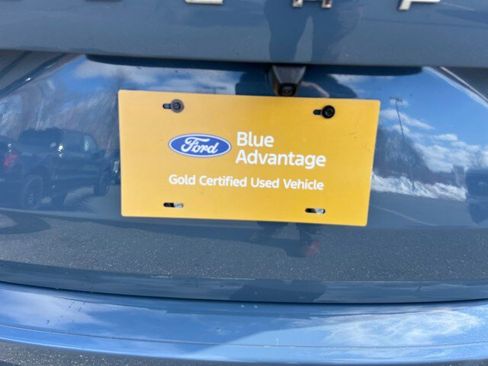 Ford
Blue
Advantage
Gold Certified Used Vehicle